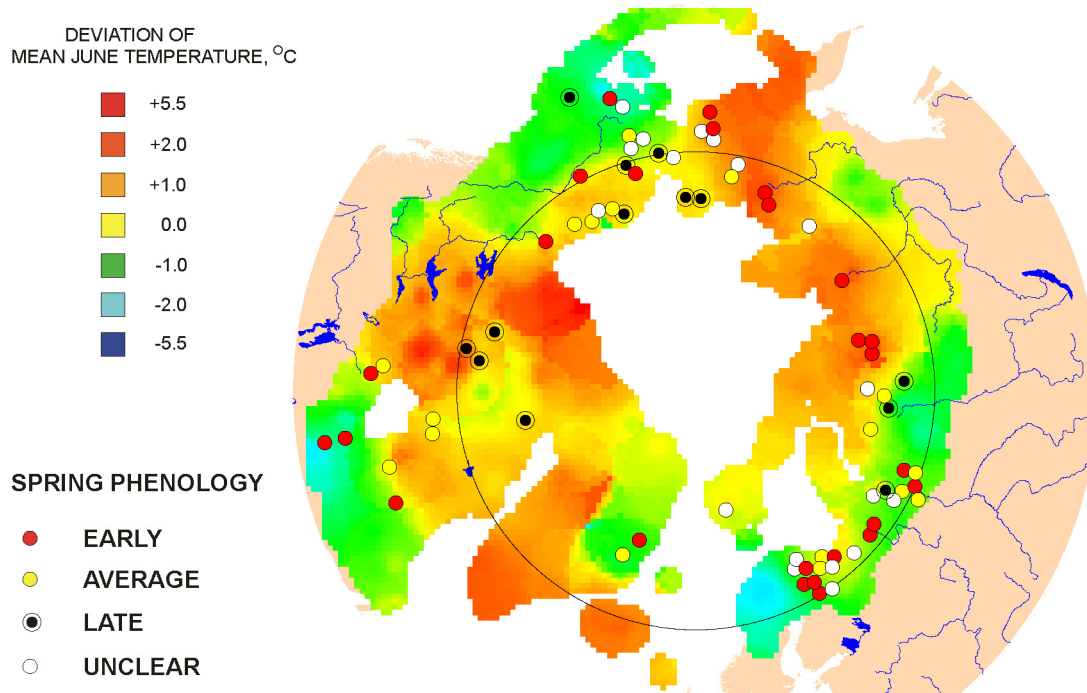 DEVIATION OF
MEAN JUNE TEMPERATURE, °C
+5.5
+2.0
+1.0
0.0
-1.0
-2.0
-5.5
SPRING PHENOLOGY
EARLY
AVERAGE
LATE
UNCLEAR